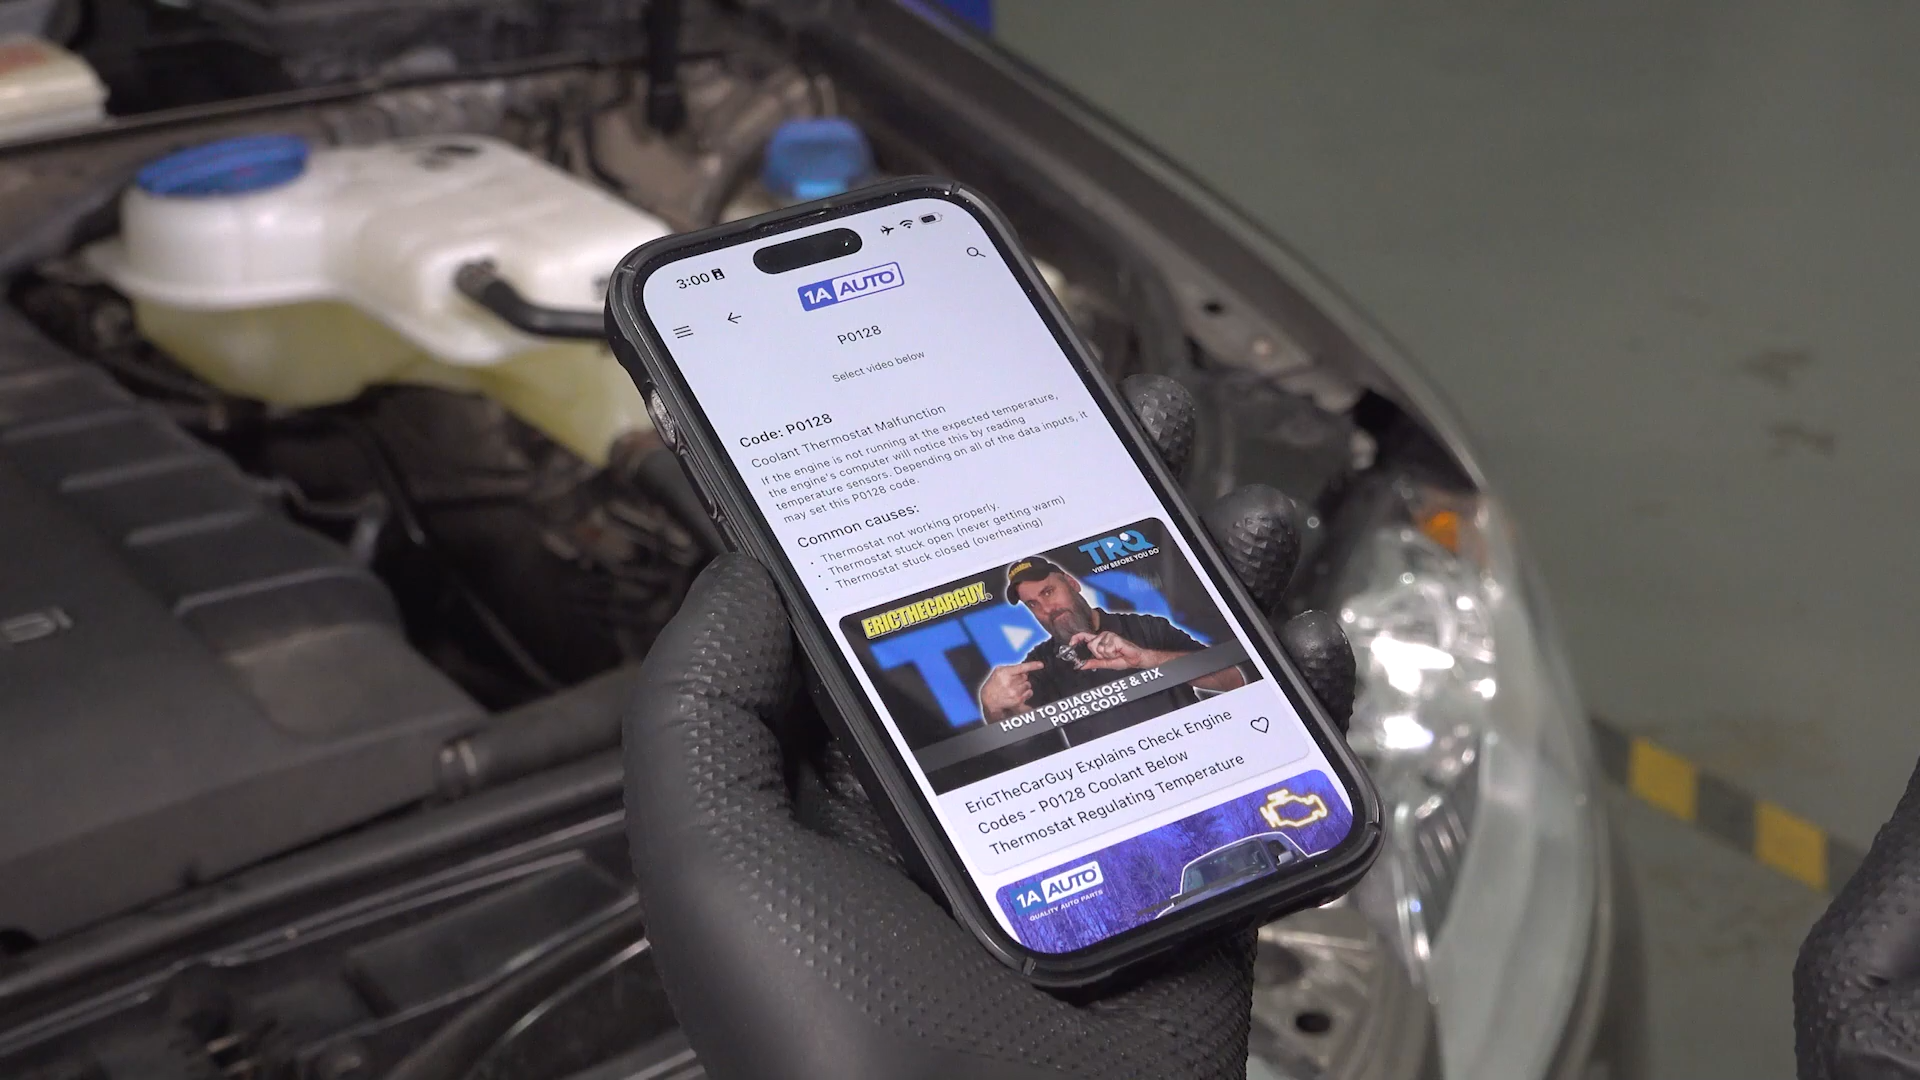 3:00
1A AUTO
P0128
Select video below
Code: P0128
Coolant Thermostat Malfunction
If the engine is not running at the expected temperature,
the engine's computer will notice this by reading
temperature sensors. Depending on all of the data inputs, it
may set this P0128 code.
Common causes:
• Thermostat not working properly.
• Thermostat stuck open (never getting warm)
• Thermostat stuck closed (overheating)
TRQ
VIEW BEFORE YOU DO
ERICTHECARGUY
HOW TO DIAGNOSE & FIX
P0128 CODE
EricTheCarGuy Explains Check Engine
Codes - P0128 Coolant Below
Thermostat Regulating Temperature
1A AUTO
QUALITY AUTO PARTS